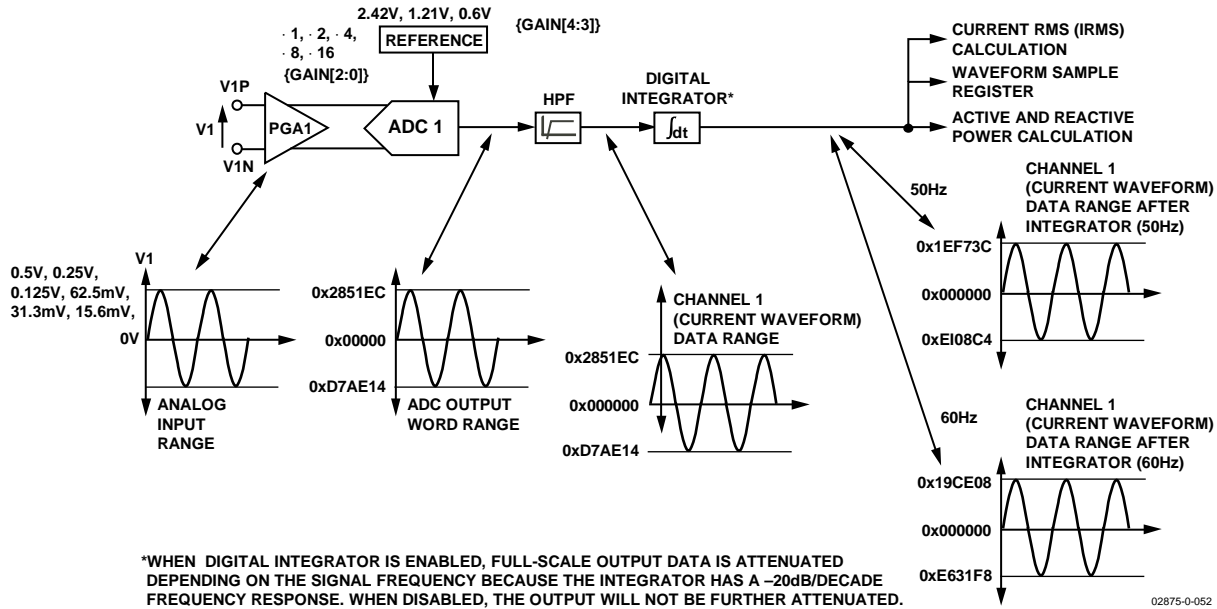 2.42V, 1.21V, 0.6V
{GAIN[4:3]}
· 1, · 2, · 4,
· 8, · 16
{GAIN[2:0]}
REFERENCE
V1P
V1
V1N
PGA1
ADC 1
HPF
DIGITAL
INTEGRATOR*
∫dt
CURRENT RMS (IRMS)
CALCULATION
WAVEFORM SAMPLE
REGISTER
ACTIVE AND REACTIVE
POWER CALCULATION
50Hz
CHANNEL 1
(CURRENT WAVEFORM)
DATA RANGE AFTER
INTEGRATOR (50Hz)
0x1EF73C
0x000000
0xEI08C4
V1
0.5V, 0.25V,
0.125V, 62.5mV,
31.3mV, 15.6mV,
0V
ANALOG
INPUT
RANGE
0x2851EC
0x00000
0xD7AE14
ADC OUTPUT
WORD RANGE
CHANNEL 1
(CURRENT WAVEFORM)
DATA RANGE
0x2851EC
0x000000
0xD7AE14
60Hz
CHANNEL 1
(CURRENT WAVEFORM)
DATA RANGE AFTER
INTEGRATOR (60Hz)
0x19CE08
0x000000
0xE631F8
*WHEN DIGITAL INTEGRATOR IS ENABLED, FULL-SCALE OUTPUT DATA IS ATTENUATED
DEPENDING ON THE SIGNAL FREQUENCY BECAUSE THE INTEGRATOR HAS A –20dB/DECADE
FREQUENCY RESPONSE. WHEN DISABLED, THE OUTPUT WILL NOT BE FURTHER ATTENUATED.
02875-0-052